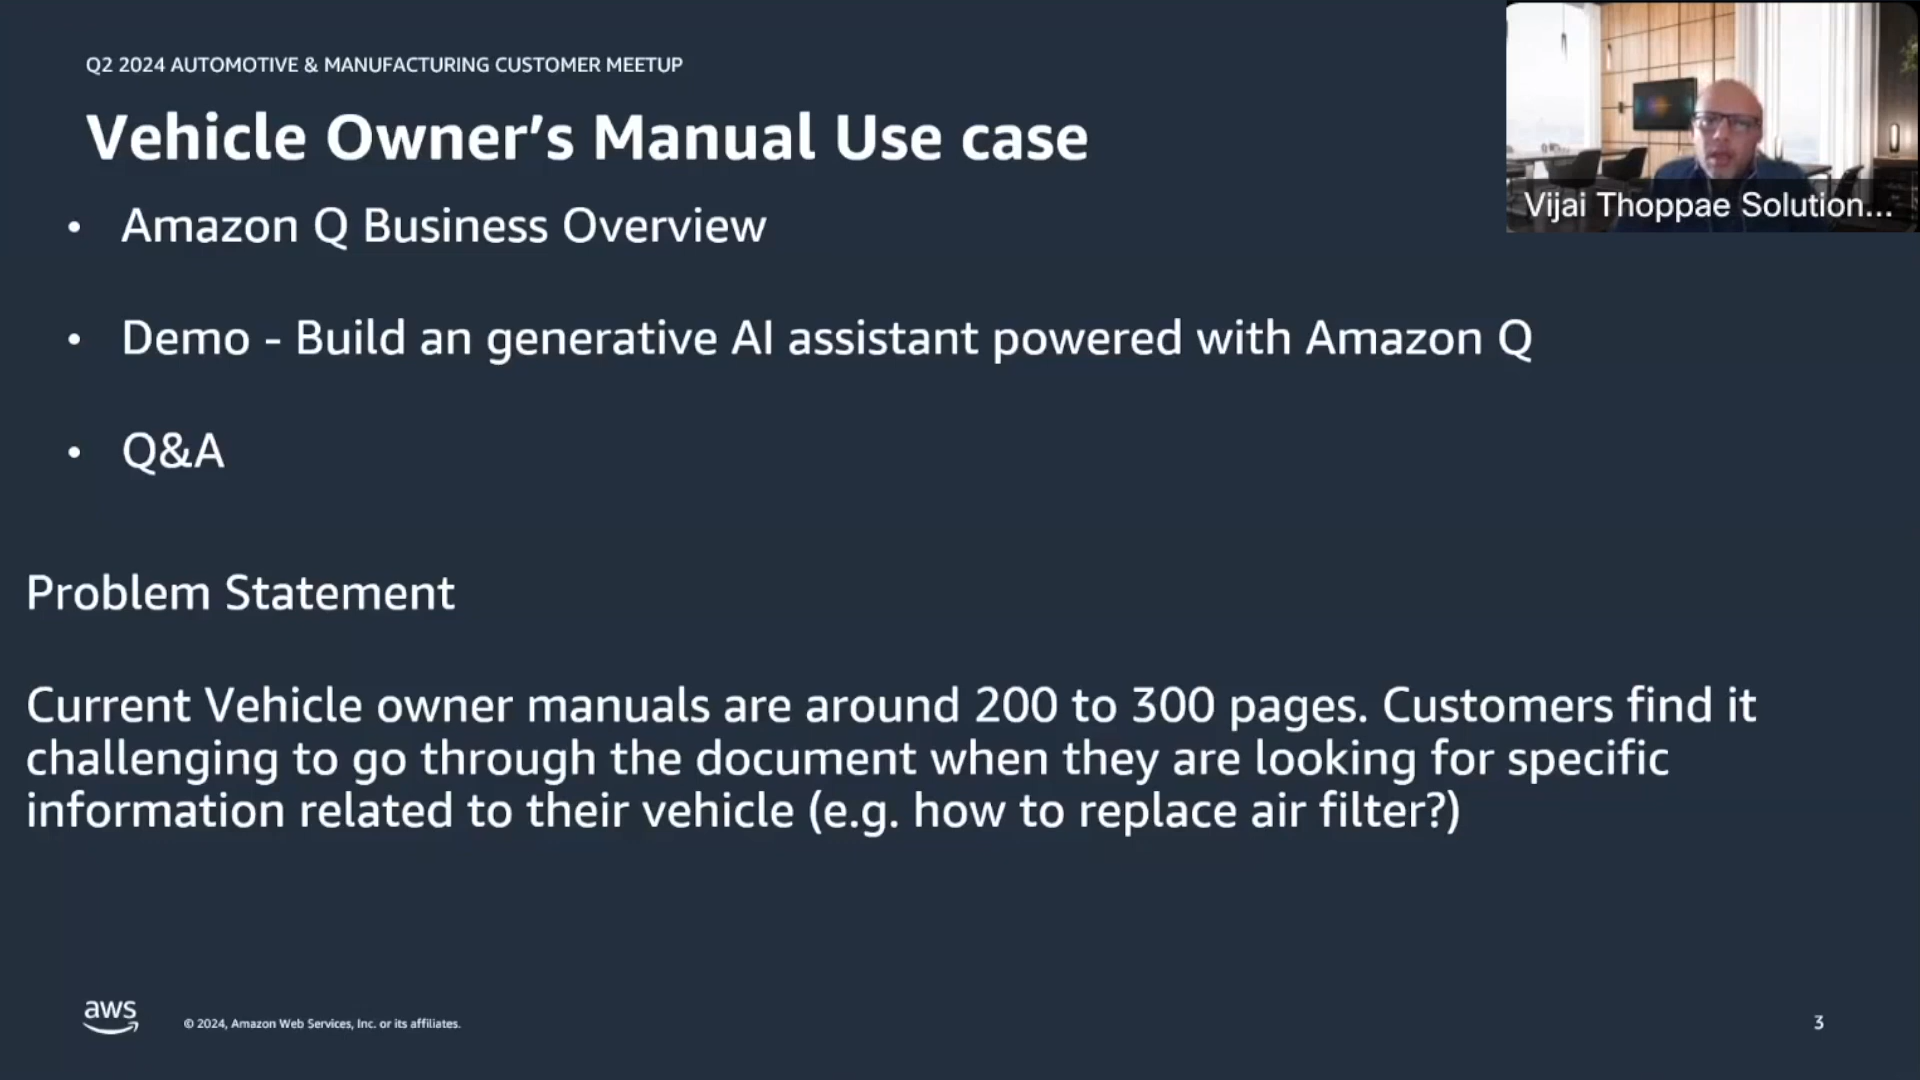 Q2 2024 AUTOMOTIVE & MANUFACTURING CUSTOMER MEETUP
Vehicle Owner’s Manual Use case
• Amazon Q Business Overview
• Demo - Build an generative AI assistant powered with Amazon Q
• Q&A
Vijai Thoppae Solution...
Problem Statement
Current Vehicle owner manuals are around 200 to 300 pages. Customers find it
challenging to go through the document when they are looking for specific
information related to their vehicle (e.g. how to replace air filter?)
aws
© 2024, Amazon Web Services, Inc. or its affiliates.
3